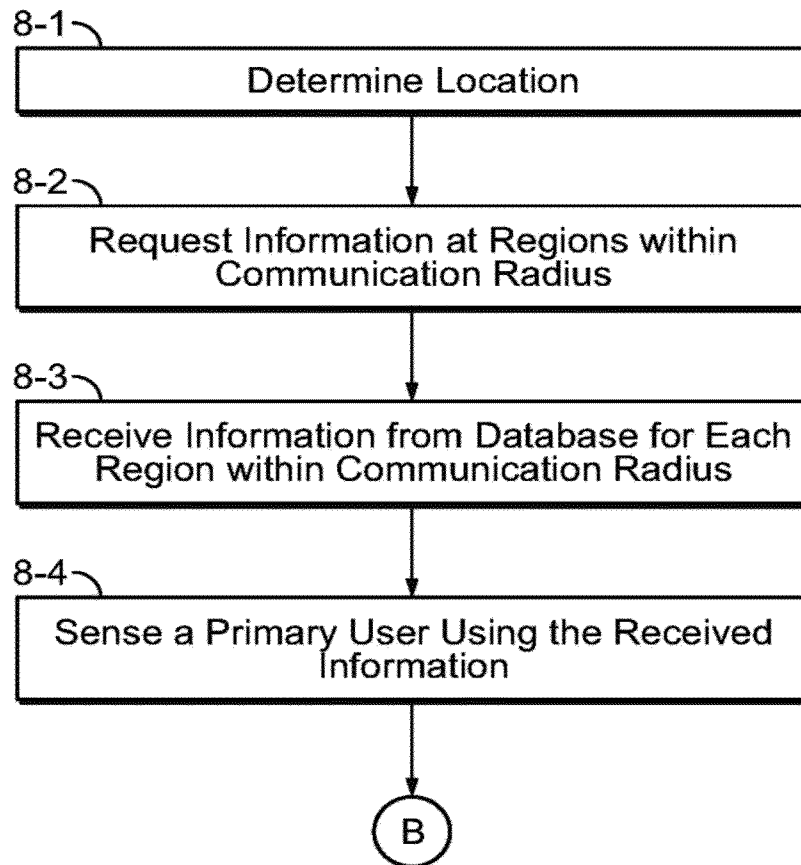 8-1
Determine Location
8-2
Request Information at Regions within
Communication Radius
8-3
Receive Information from Database for Each
Region within Communication Radius
8-4
Sense a Primary User Using the Received
Information
B